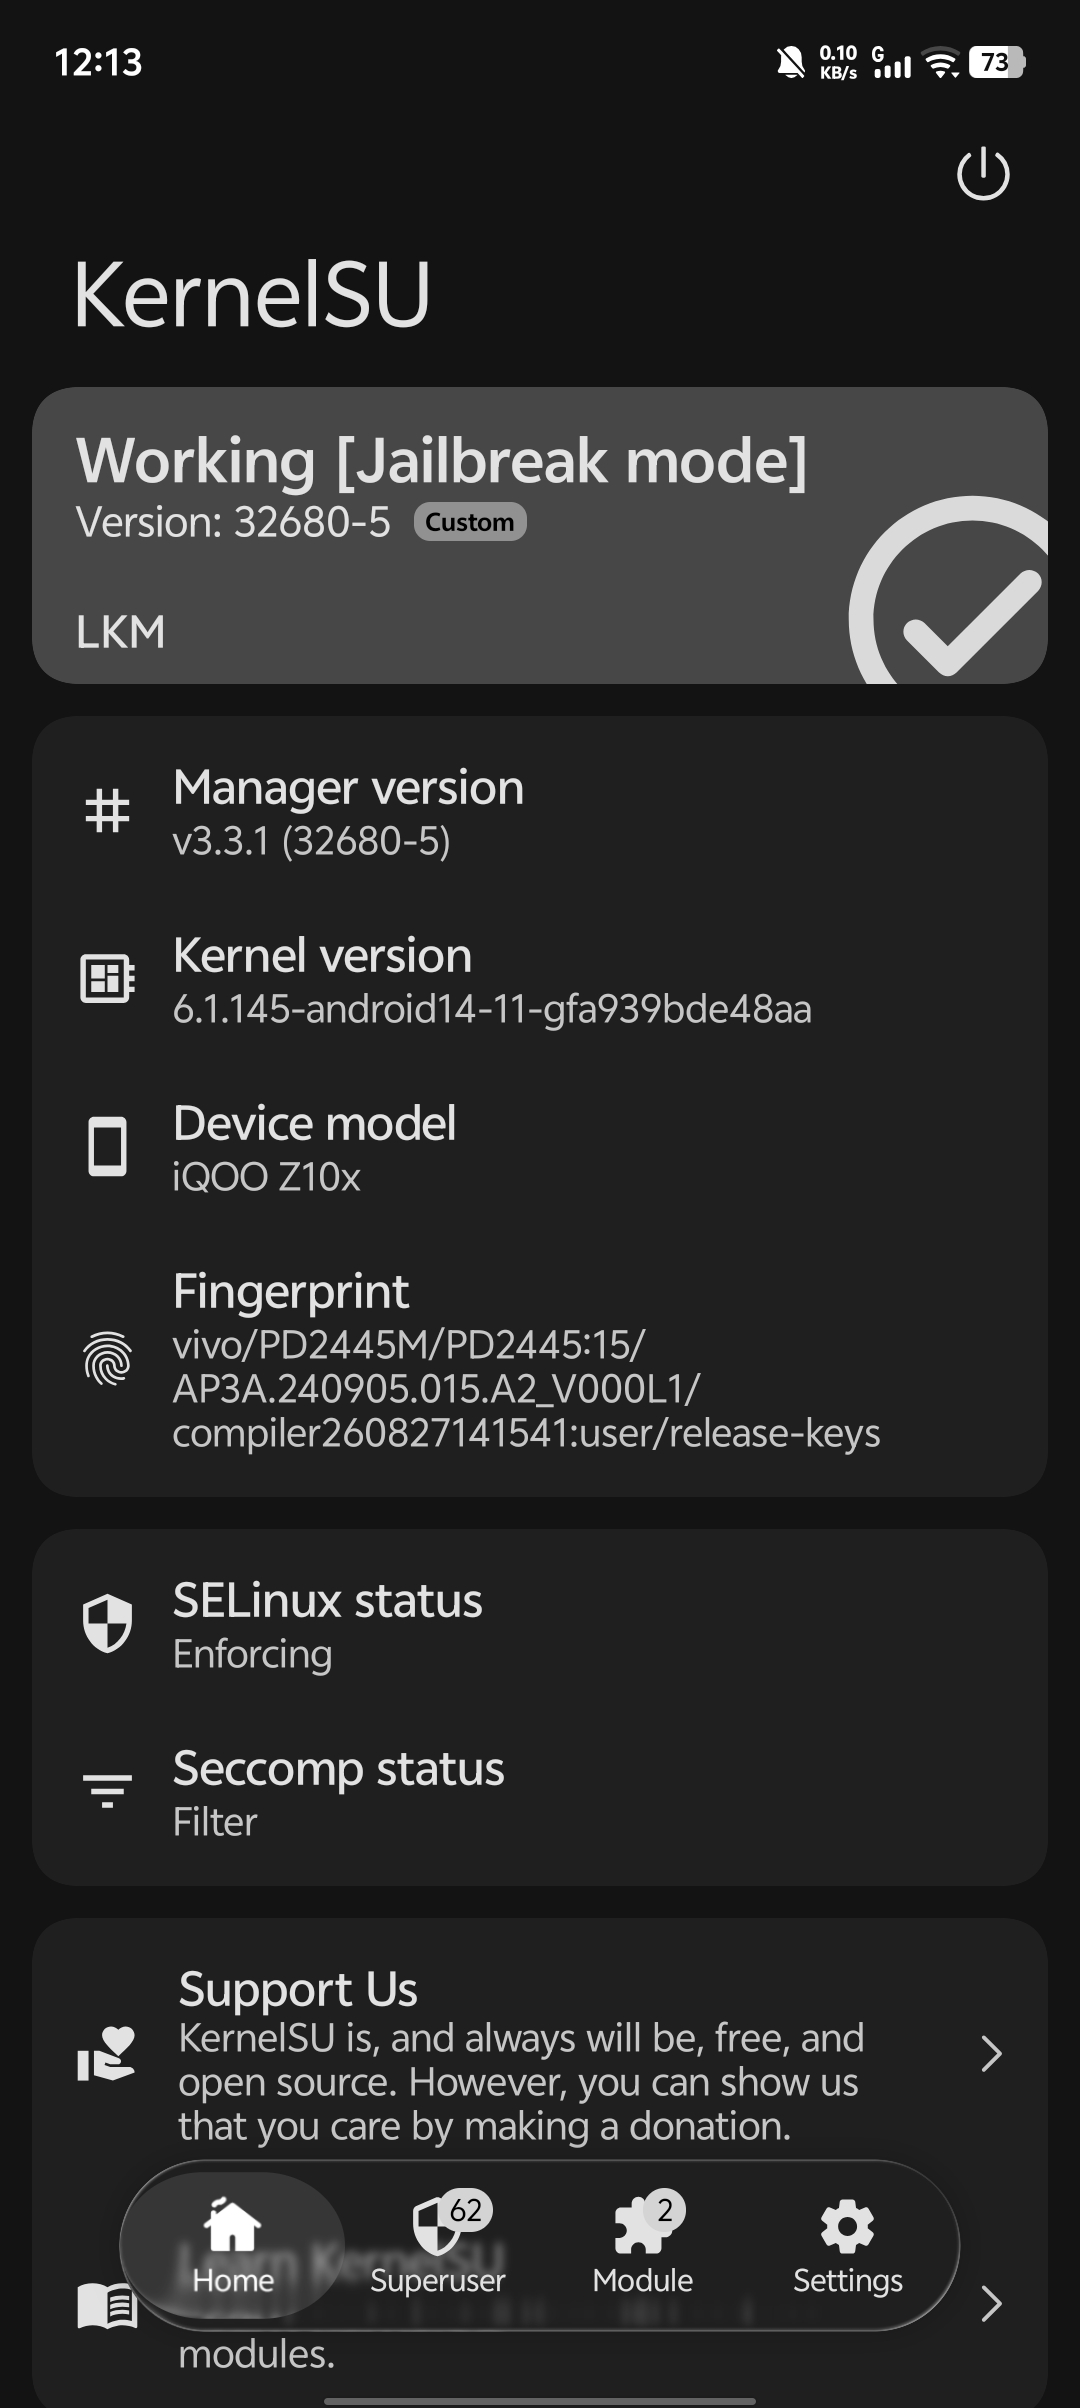 12:13
0.10
KB/s
G
73
KernelSU
Working [Jailbreak mode]
Version: 32680-5 Custom
LKM
Manager version
v3.3.1 (32680-5)
Kernel version
6.1.145-android14-11-gfa939bde48aa
Device model
iQOO Z10x
Fingerprint
vivo/PD2445M/PD2445:15/
AP3A.240905.015.A2_V000L1/
compiler260827141541:user/release-keys
SELinux status
Enforcing
Seccomp status
Filter
Support Us
KernelSU is, and always will be, free, and
open source. However, you can show us
that you care by making a donation.
Learn KernelSU
62
2
Home
Superuser
Module
Settings
modules.